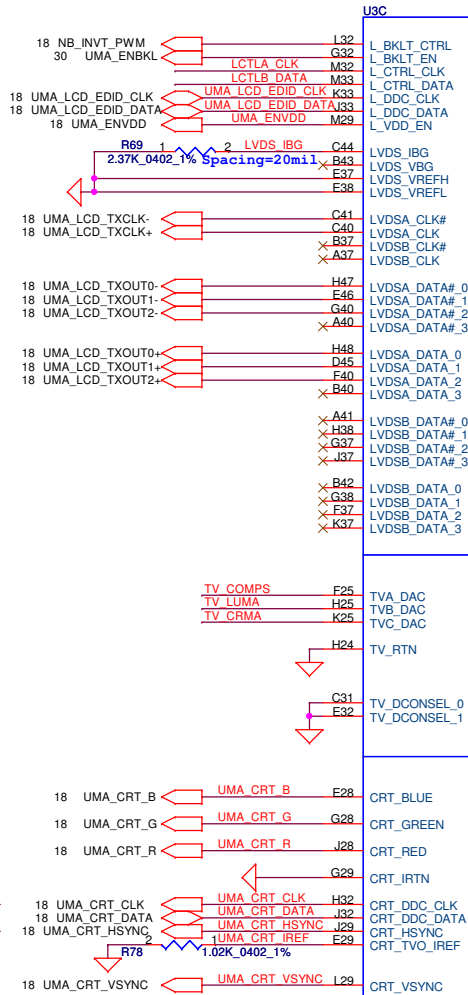 U3C
18 NB_INVT_PWM L32 L_BKLT_CTRL
30 UMA_ENBKL G32 L_BKLT_EN
LCTLA_CLK M32 L_CTRL_CLK
LCTLB_DATA M33 L_CTRL_DATA
18 UMA_LCD_EDID_CLK UMA_LCD_EDID_CLK K33 L_DDC_CLK
18 UMA_LCD_EDID_DATA UMA_LCD_EDID_DATA J33 L_DDC_DATA
18 UMA_ENVDD UMA_ENVDD M29 L_VDD_EN
R69 1 2 LVDS_IBG C44 LVDS_IBG
2.37K_0402_1% Spacing=20mil B43 LVDS_VBG
E37 LVDS_VREFH
E38 LVDS_VREFL
18 UMA_LCD_TXCLK- C41 LVDSA_CLK#
18 UMA_LCD_TXCLK+ C40 LVDSA_CLK
B37 LVDSB_CLK#
A37 LVDSB_CLK
18 UMA_LCD_TXOUT0- H47 LVDSA_DATA#_0
18 UMA_LCD_TXOUT1- E46 LVDSA_DATA#_1
18 UMA_LCD_TXOUT2- G40 LVDSA_DATA#_2
A40 LVDSA_DATA#_3
18 UMA_LCD_TXOUT0+ H48 LVDSA_DATA_0
18 UMA_LCD_TXOUT1+ D45 LVDSA_DATA_1
18 UMA_LCD_TXOUT2+ F40 LVDSA_DATA_2
B40 LVDSA_DATA_3
A41 LVDSB_DATA#_0
H38 LVDSB_DATA#_1
G37 LVDSB_DATA#_2
J37 LVDSB_DATA#_3
B42 LVDSB_DATA_0
G38 LVDSB_DATA_1
F37 LVDSB_DATA_2
K37 LVDSB_DATA_3
TV_COMPS F25 TVA_DAC
TV_LUMA H25 TVB_DAC
TV_CRMA K25 TVC_DAC
H24 TV_RTN
C31 TV_DCONSEL_0
E32 TV_DCONSEL_1
18 UMA_CRT_B UMA_CRT_B E28 CRT_BLUE
18 UMA_CRT_G UMA_CRT_G G28 CRT_GREEN
18 UMA_CRT_R UMA_CRT_R J28 CRT_RED
G29 CRT_IRTN
18 UMA_CRT_CLK UMA_CRT_CLK H32 CRT_DDC_CLK
18 UMA_CRT_DATA UMA_CRT_DATA J32 CRT_DDC_DATA
18 UMA_CRT_HSYNC UMA_CRT_HSYNC J29 CRT_HSYNC
2 1 UMA_CRT_IREF E29 CRT_TVO_IREF
R78 1.02K_0402_1%
18 UMA_CRT_VSYNC UMA_CRT_VSYNC L29 CRT_VSYNC